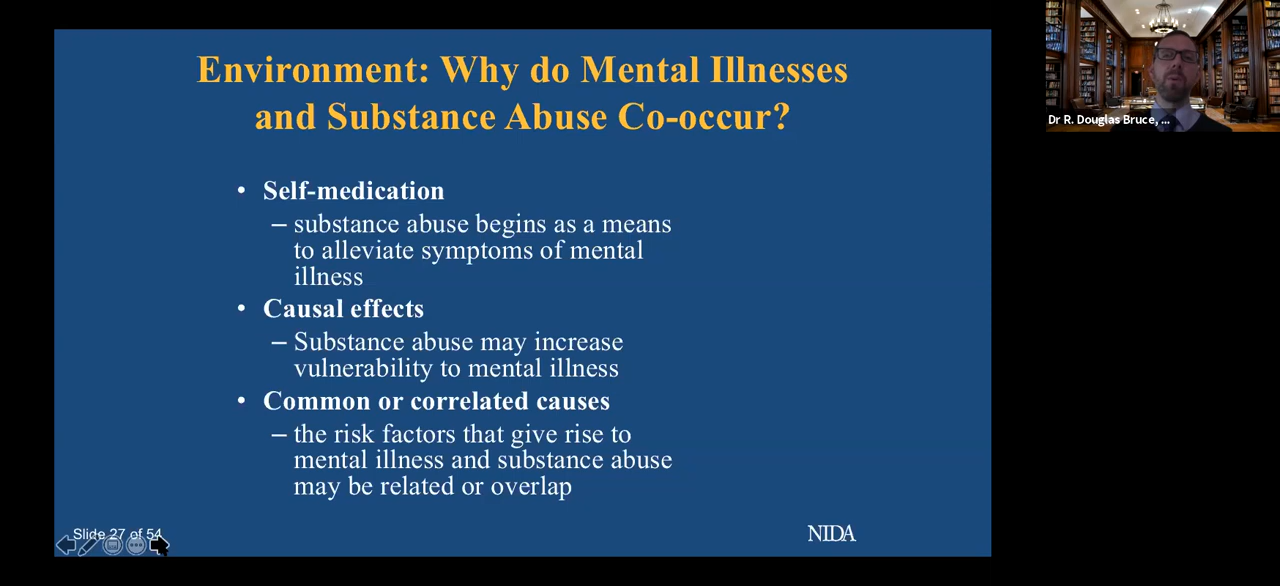 Environment: Why do Mental Illnesses
and Substance Abuse Co-occur?
• Self-medication
– substance abuse begins as a means
to alleviate symptoms of mental
illness
• Causal effects
– Substance abuse may increase
vulnerability to mental illness
• Common or correlated causes
– the risk factors that give rise to
mental illness and substance abuse
may be related or overlap
Slide 27 of 54
NIDA
Dr R. Douglas Bruce, ...